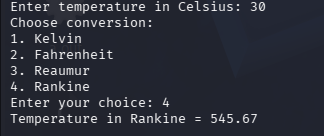 Enter temperature in Celsius: 30
Choose conversion:
1. Kelvin
2. Fahrenheit
3. Reaumur
4. Rankine
Enter your choice: 4
Temperature in Rankine = 545.67